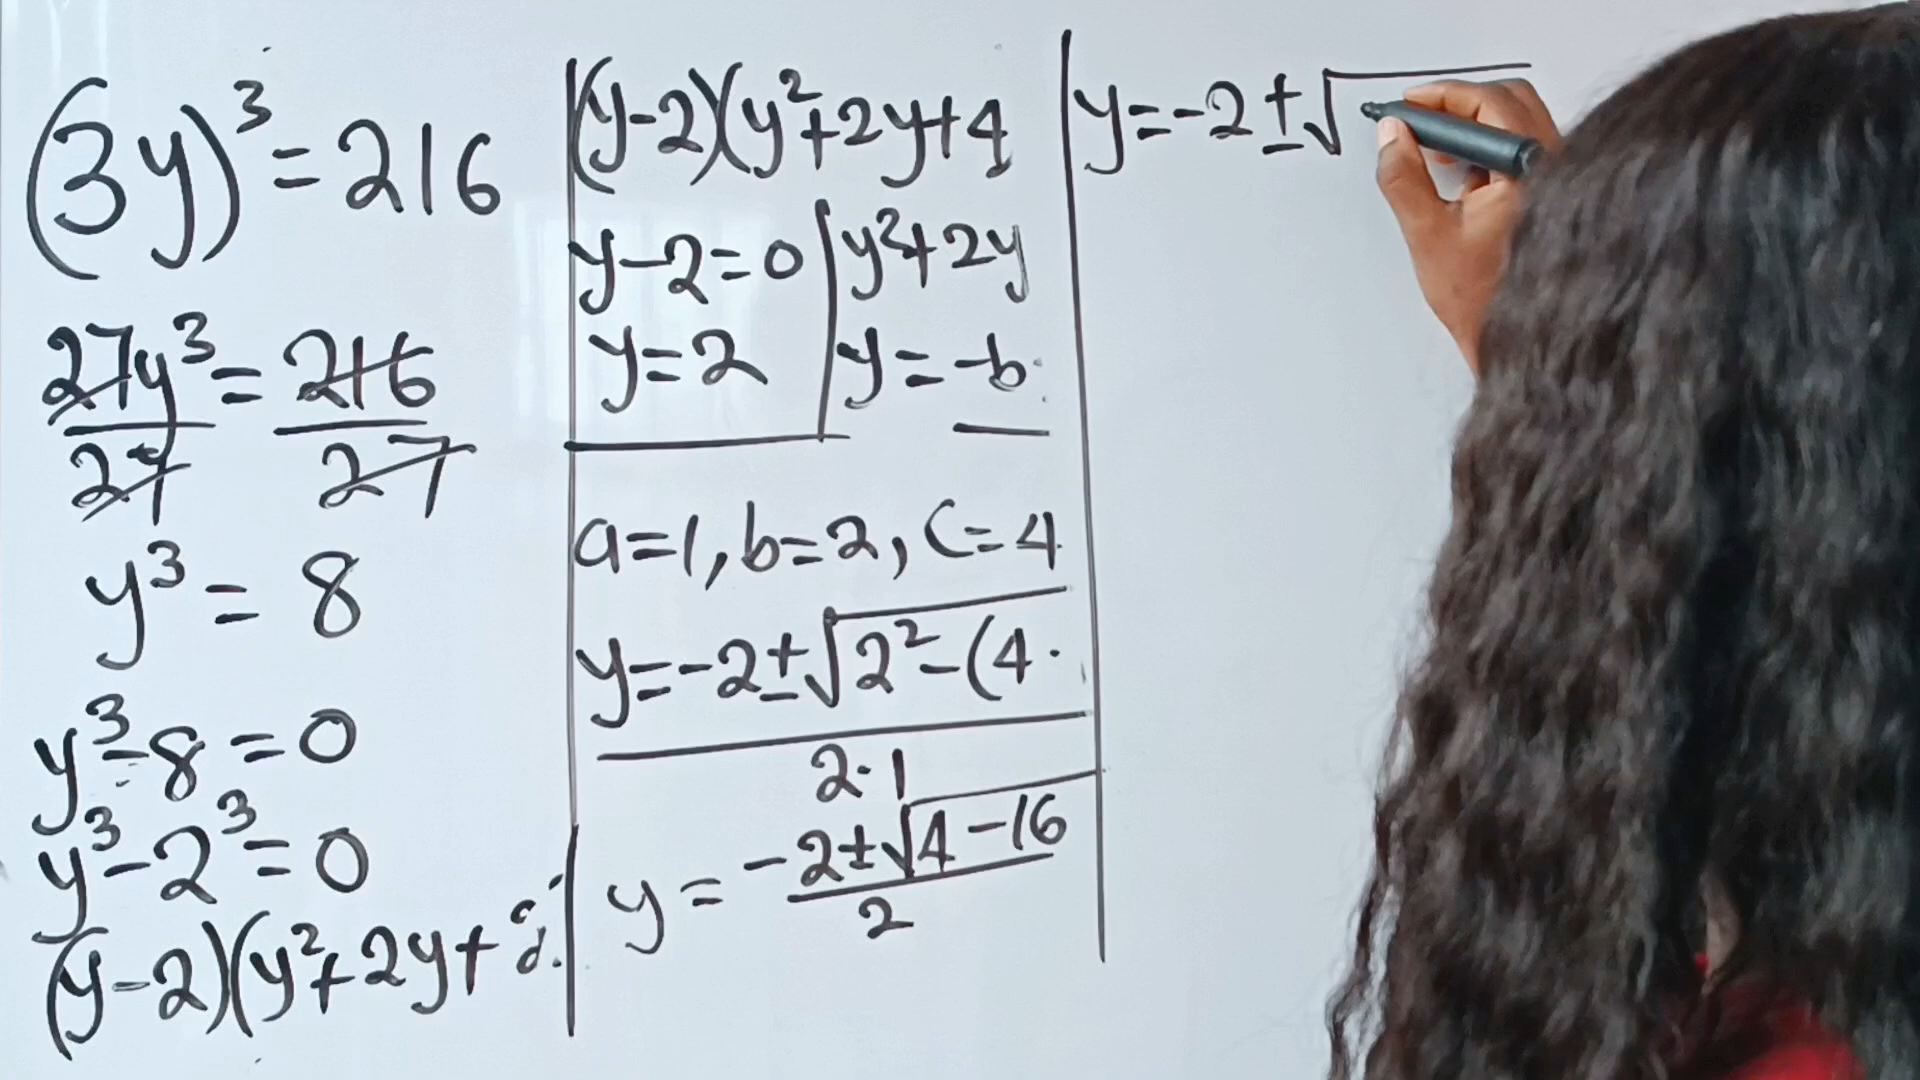 (3y)³=216
27y³=216
27 27
y³=8
y³-8=0
y³-2³=0
(y-2)(y²+2y+2
(y-2)(y²+2y+4
y-2=0
y=2
y²+2y
y=-b
a=1,b=2,c=4
y=-2±√2²-(4·
2·1
y=-2±√4-16
2
y=-2±√